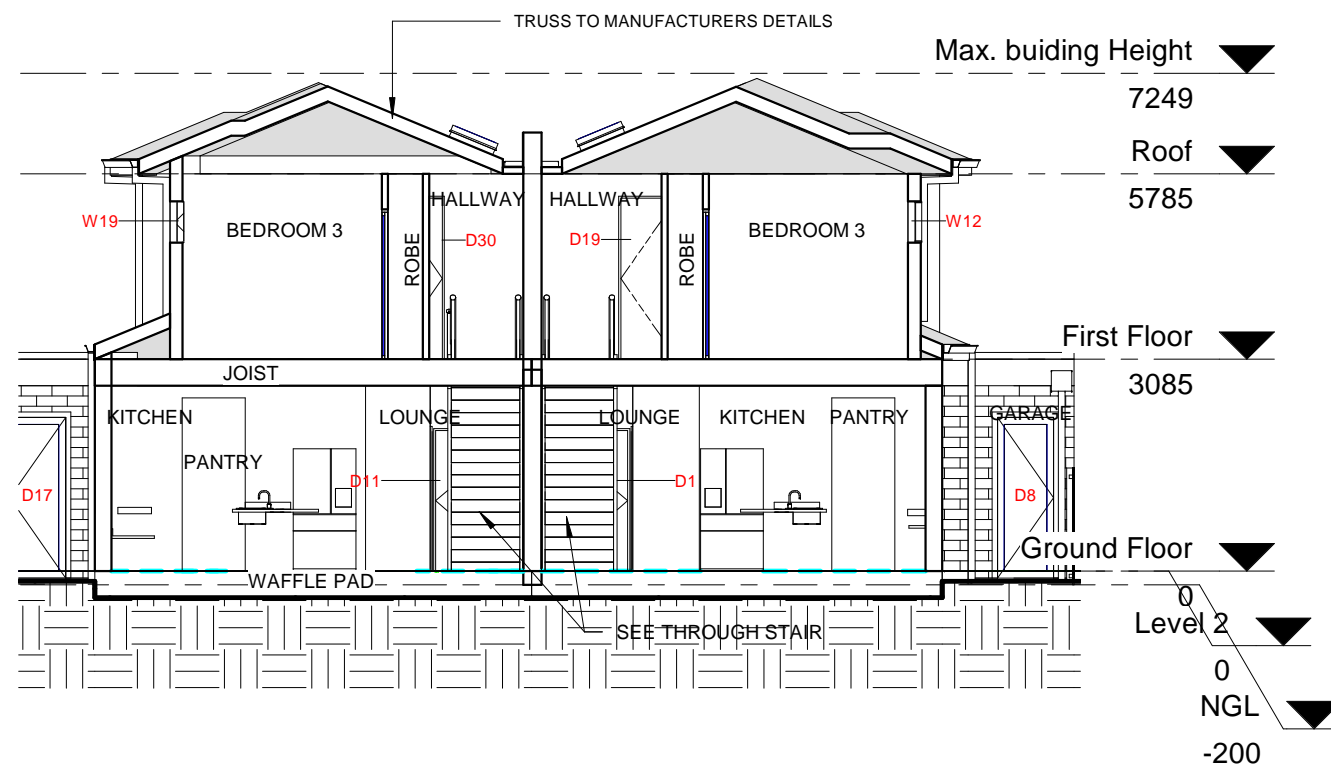 TRUSS TO MANUFACTURERS DETAILS
Max. buiding Height
7249
Roof
5785
HALLWAY HALLWAY
W19 BEDROOM 3 ROBE D30 D19 ROBE BEDROOM 3 W12
First Floor
3085
JOIST
KITCHEN LOUNGE LOUNGE KITCHEN PANTRY GARAGE
PANTRY
D17 D11 D1 D8
Ground Floor
0
WAFFLE PAD
Level 2
0
SEE THROUGH STAIR
NGL
-200